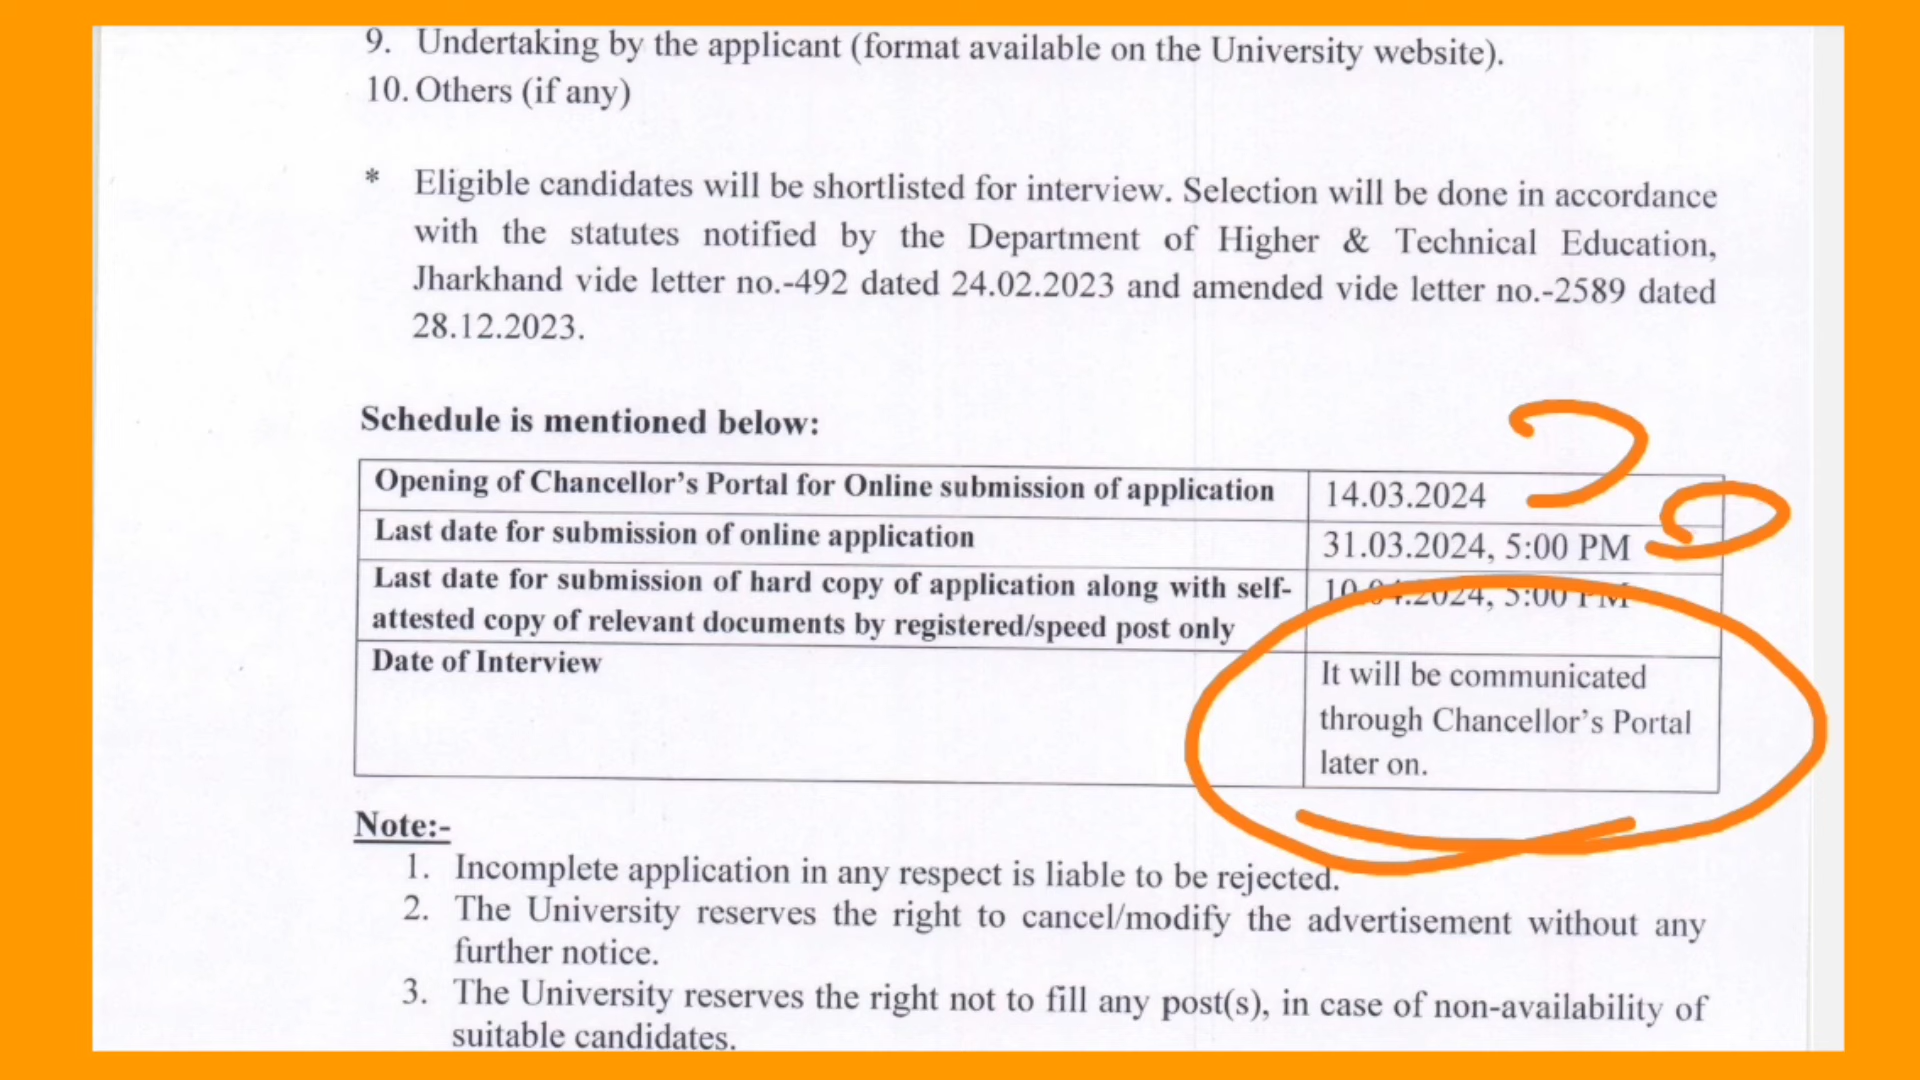 9. Undertaking by the applicant (format available on the University website).
10. Others (if any)
* Eligible candidates will be shortlisted for interview. Selection will be done in accordance
with the statutes notified by the Department of Higher & Technical Education,
Jharkhand vide letter no.-492 dated 24.02.2023 and amended vide letter no.-2589 dated
28.12.2023.
Schedule is mentioned below:
Opening of Chancellor's Portal for Online submission of application 14.03.2024
Last date for submission of online application 31.03.2024, 5:00 PM
Last date for submission of hard copy of application along with self- 10.04.2024, 5:00 PM
attested copy of relevant documents by registered/speed post only
Date of Interview It will be communicated
through Chancellor's Portal
later on.
Note:-
1. Incomplete application in any respect is liable to be rejected.
2. The University reserves the right to cancel/modify the advertisement without any
further notice.
3. The University reserves the right not to fill any post(s), in case of non-availability of
suitable candidates.